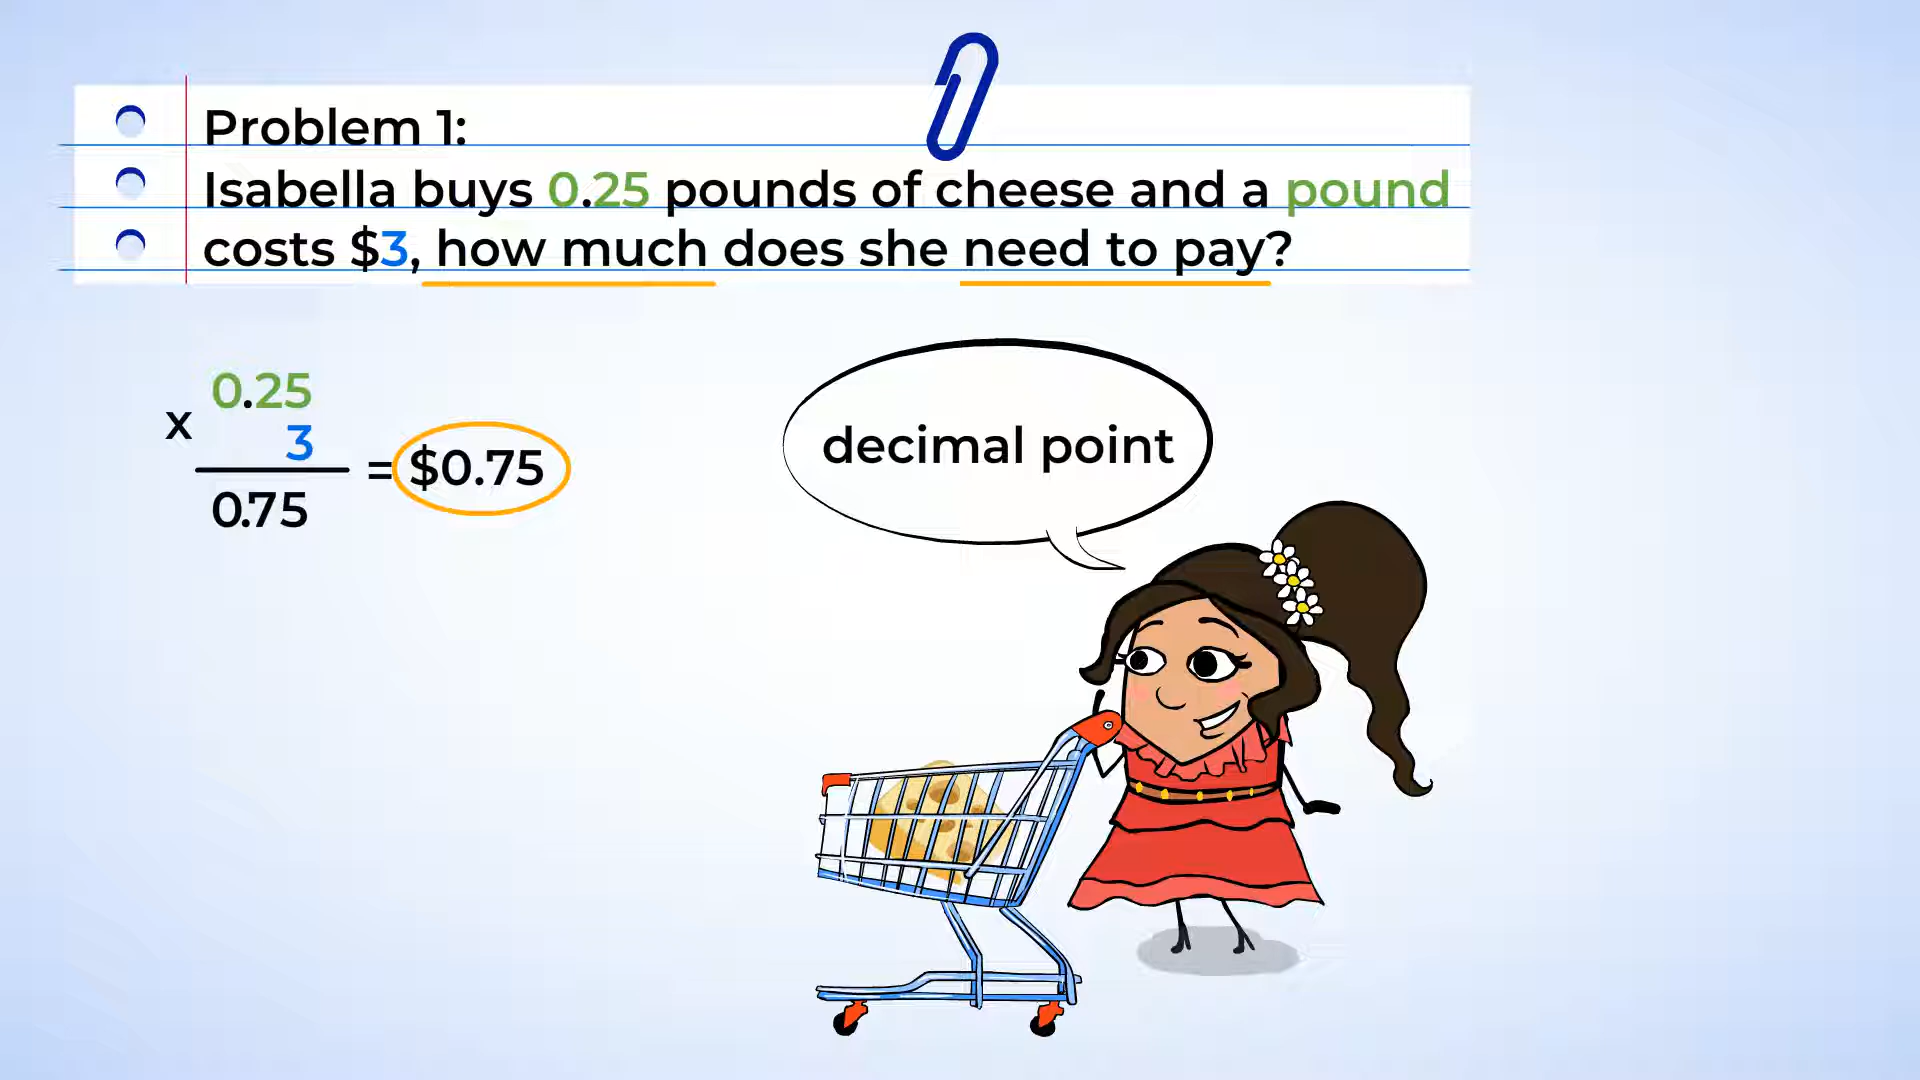 Problem 1:
Isabella buys 0.25 pounds of cheese and a pound
costs $3, how much does she need to pay?
0.25
x
3
= $0.75
0.75
decimal point